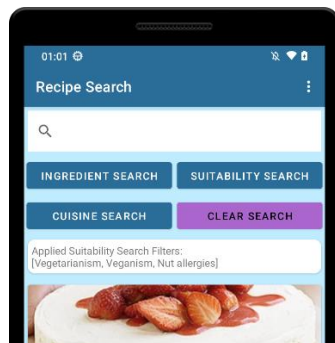 01:01
Recipe Search
INGREDIENT SEARCH SUITABILITY SEARCH
CUISINE SEARCH CLEAR SEARCH
Applied Suitability Search Filters:
[Vegetarianism, Veganism, Nut allergies]